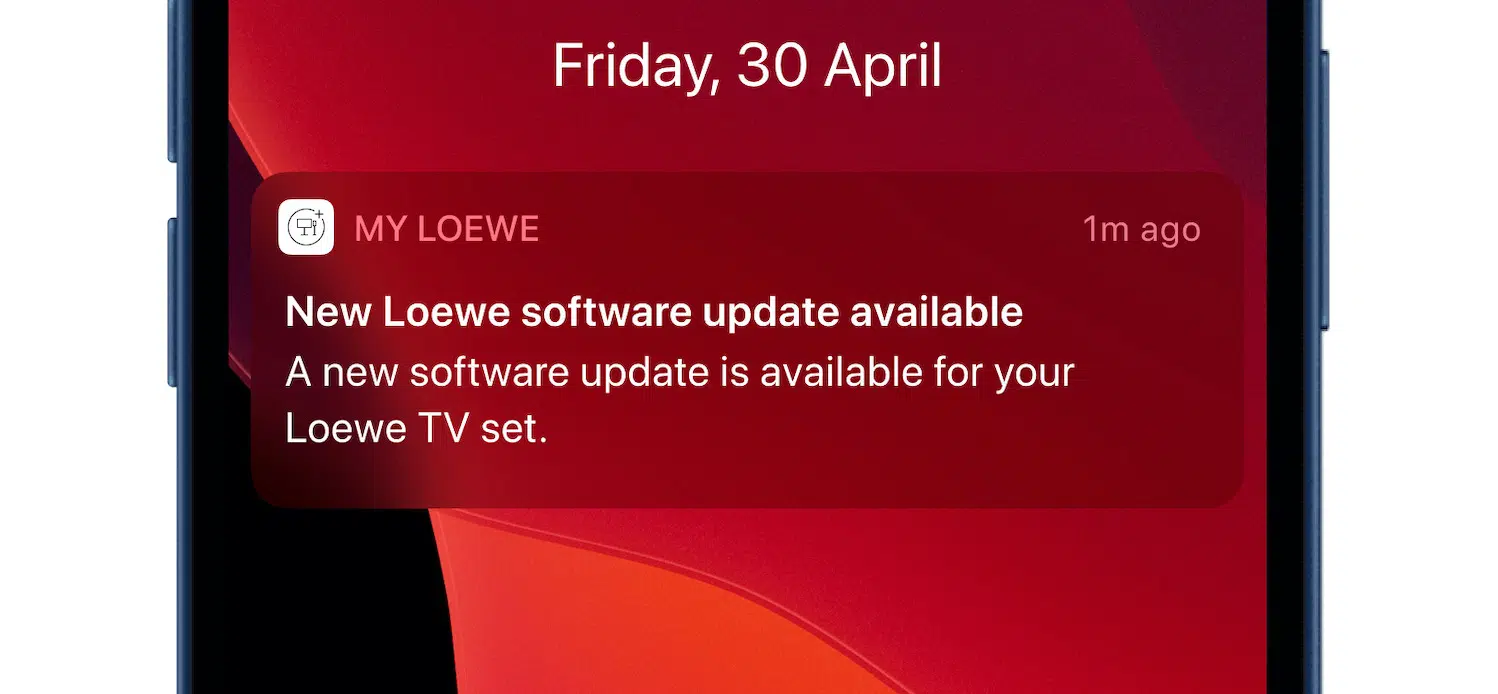 Friday, 30 April
MY LOEWE
1m ago
New Loewe software update available
A new software update is available for your
Loewe TV set.